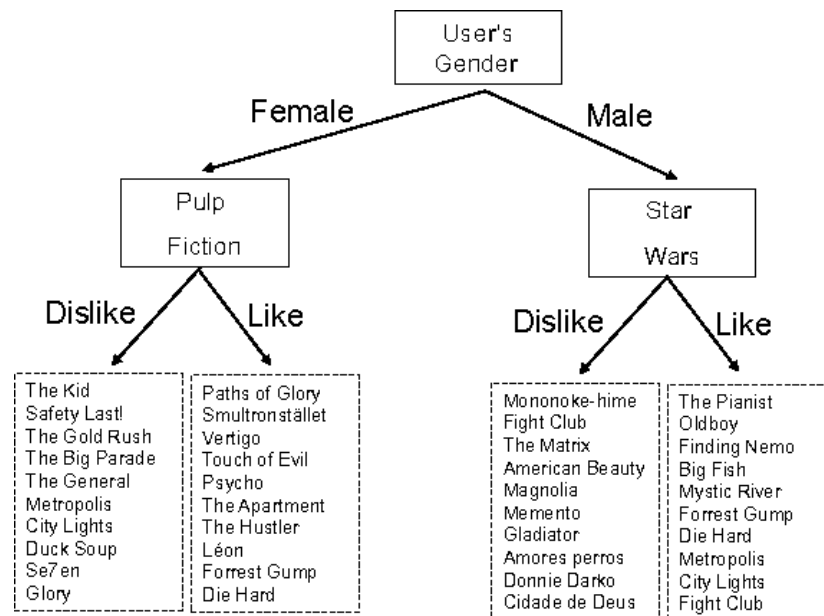 User's
Gender
Female
Male
Pulp
Fiction
Star
Wars
Dislike
Like
Dislike
Like
The Kid
Safety Last!
The Gold Rush
The Big Parade
The General
Metropolis
City Lights
Duck Soup
Se7en
Glory
Paths of Glory
Smultronstället
Vertigo
Touch of Evil
Psycho
The Apartment
The Hustler
Léon
Forrest Gump
Die Hard
Mononoke-hime
Fight Club
The Matrix
American Beauty
Magnolia
Memento
Gladiator
Amores perros
Donnie Darko
Cidade de Deus
The Pianist
Oldboy
Finding Nemo
Big Fish
Mystic River
Forrest Gump
Die Hard
Metropolis
City Lights
Fight Club